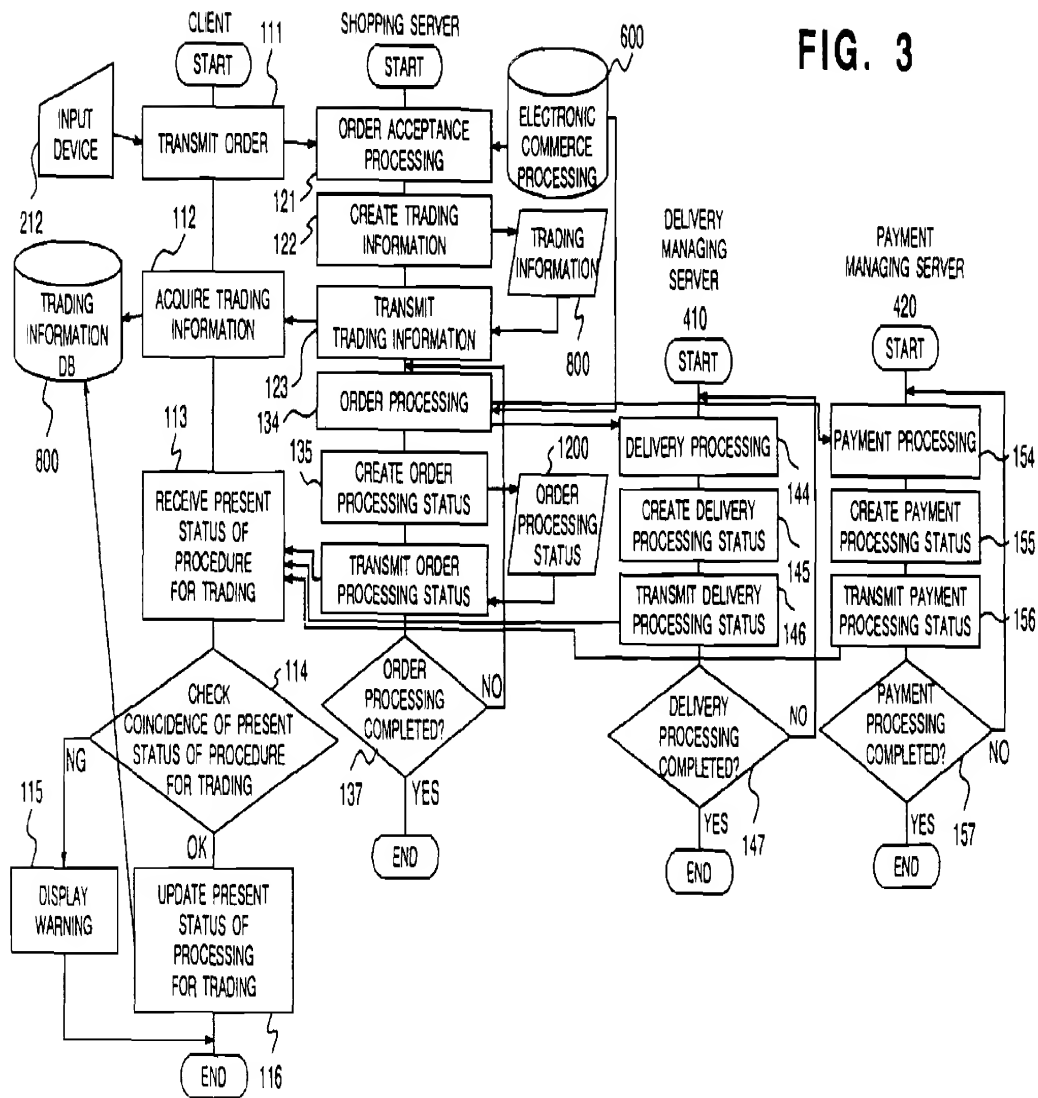 FIG. 3
CLIENT
START
111
INPUT
DEVICE
212
TRANSMIT ORDER
112
ACQUIRE TRADING
INFORMATION
TRADING
INFORMATION
DB
800
113
RECEIVE PRESENT
STATUS OF
PROCEDURE
FOR TRADING
114
CHECK
COINCIDENCE OF PRESENT
STATUS OF PROCEDURE
FOR TRADING
NG
OK
115
DISPLAY
WARNING
UPDATE PRESENT
STATUS OF
PROCESSING
FOR TRADING
116
END
SHOPPING SERVER
START
600
ELECTRONIC
COMMERCE
PROCESSING
ORDER ACCEPTANCE
PROCESSING
121
122
CREATE TRADING
INFORMATION
TRADING
INFORMATION
800
TRANSMIT
TRADING INFORMATION
123
ORDER PROCESSING
134
135
CREATE ORDER
PROCESSING STATUS
1200
ORDER
PROCESSING
STATUS
TRANSMIT ORDER
PROCESSING STATUS
ORDER
PROCESSING
COMPLETED?
NO
137
YES
END
DELIVERY
MANAGING
SERVER
410
START
DELIVERY PROCESSING
144
CREATE DELIVERY
PROCESSING STATUS
145
TRANSMIT DELIVERY
PROCESSING STATUS
146
DELIVERY
PROCESSING
COMPLETED?
NO
147
YES
END
PAYMENT
MANAGING SERVER
420
START
PAYMENT PROCESSING
154
CREATE PAYMENT
PROCESSING STATUS
155
TRANSMIT PAYMENT
PROCESSING STATUS
156
PAYMENT
PROCESSING
COMPLETED?
NO
157
YES
END